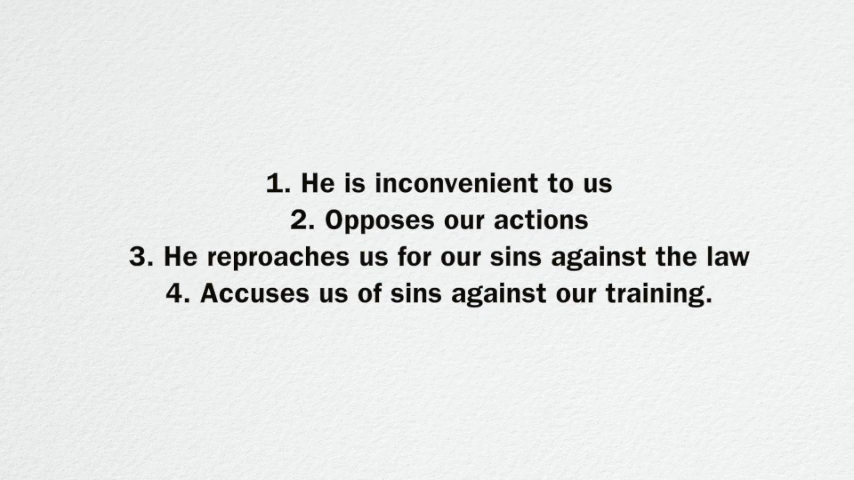 1. He is inconvenient to us
2. Opposes our actions
3. He reproaches us for our sins against the law
4. Accuses us of sins against our training.